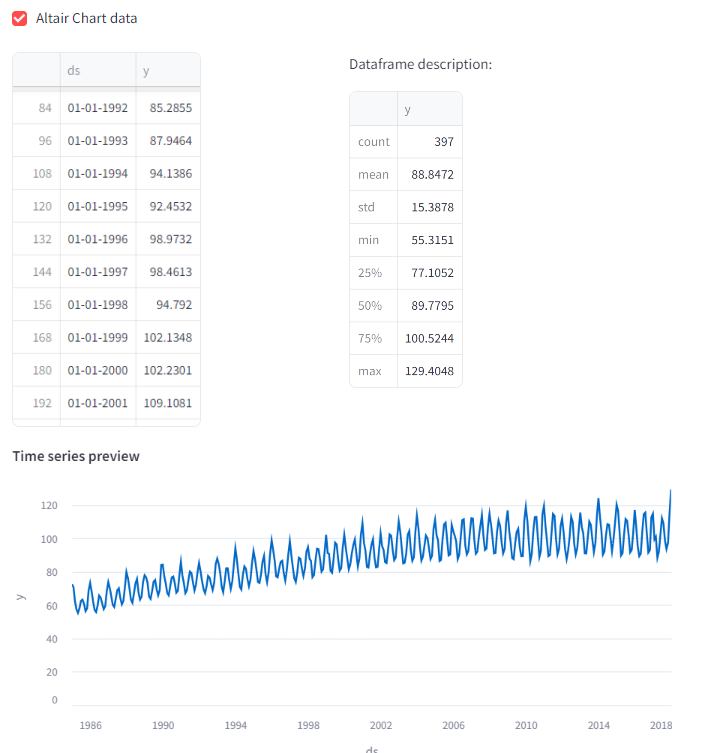 Altair Chart data
ds y
84 01-01-1992 85.2855
96 01-01-1993 87.9464
108 01-01-1994 94.1386
120 01-01-1995 92.4532
132 01-01-1996 98.9732
144 01-01-1997 98.4613
156 01-01-1998 94.792
168 01-01-1999 102.1348
180 01-01-2000 102.2301
192 01-01-2001 109.1081
Dataframe description:
y
count 397
mean 88.8472
std 15.3878
min 55.3151
25% 77.1052
50% 89.7795
75% 100.5244
max 129.4048
Time series preview
120
100
80
60
40
20
0
y
1986 1990 1994 1998 2002 2006 2010 2014 2018
ds